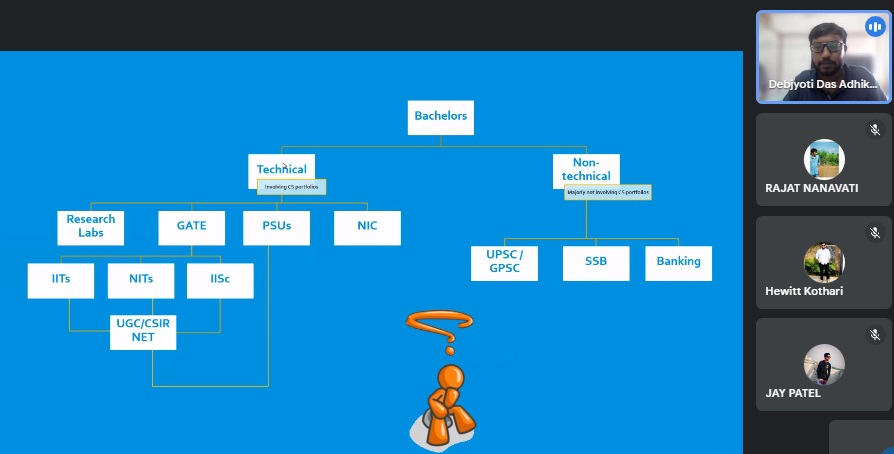 Bachelors
Technical
Involving CS portfolios
Non-
technical
Majorly not involving CS portfolios
Research
Labs
GATE
PSUs
NIC
UPSC /
GPSC
SSB
Banking
IITs
NITs
IISc
UGC/CSIR
NET
Debjyoti Das Adhik...
RAJAT NANAVATI
Hewitt Kothari
JAY PATEL